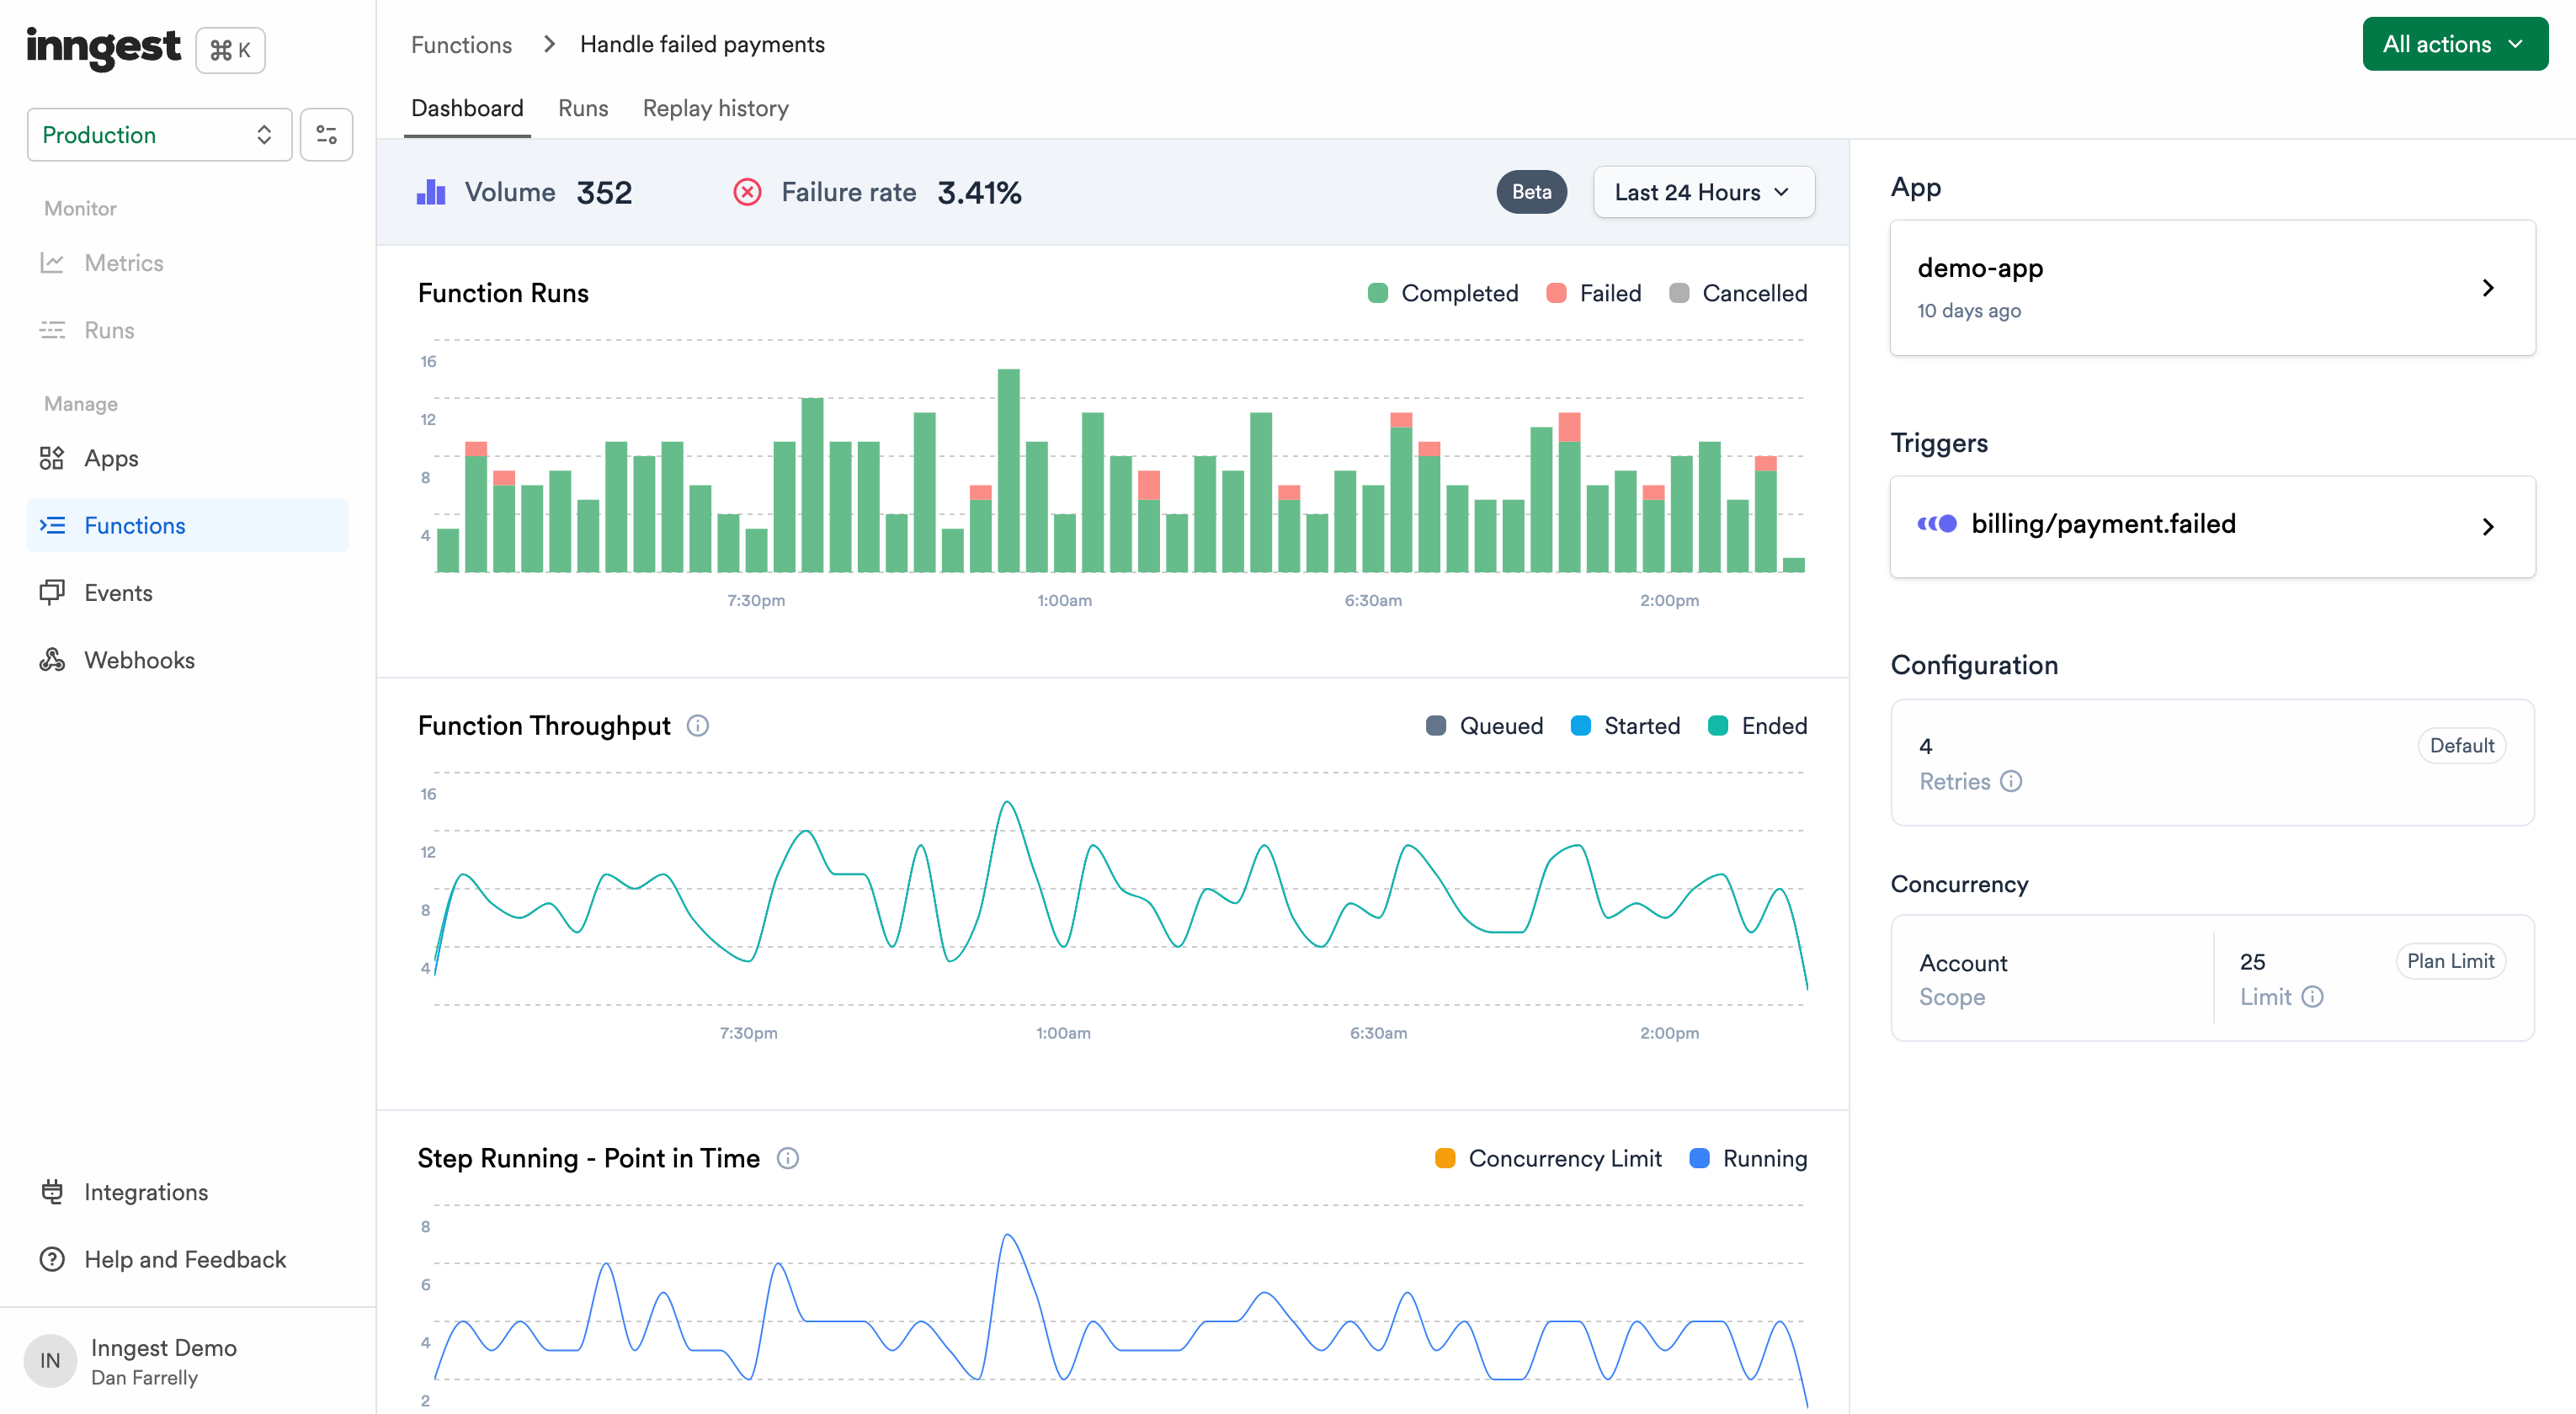 inngest ⌘ K
Production
Monitor
Metrics
Runs
Manage
Apps
Functions
Events
Webhooks
Integrations
Help and Feedback
IN
Inngest Demo
Dan Farrelly
Functions > Handle failed payments
All actions
Dashboard Runs Replay history
Volume 352 Failure rate 3.41% Beta Last 24 Hours
Function Runs Completed Failed Cancelled
16
12
8
4
7:30pm 1:00am 6:30am 2:00pm
Function Throughput Queued Started Ended
16
12
8
4
7:30pm 1:00am 6:30am 2:00pm
Step Running - Point in Time Concurrency Limit Running
8
6
4
2
App
demo-app
10 days ago
Triggers
billing/payment.failed
Configuration
4 Default
Retries
Concurrency
Account 25 Plan Limit
Scope Limit